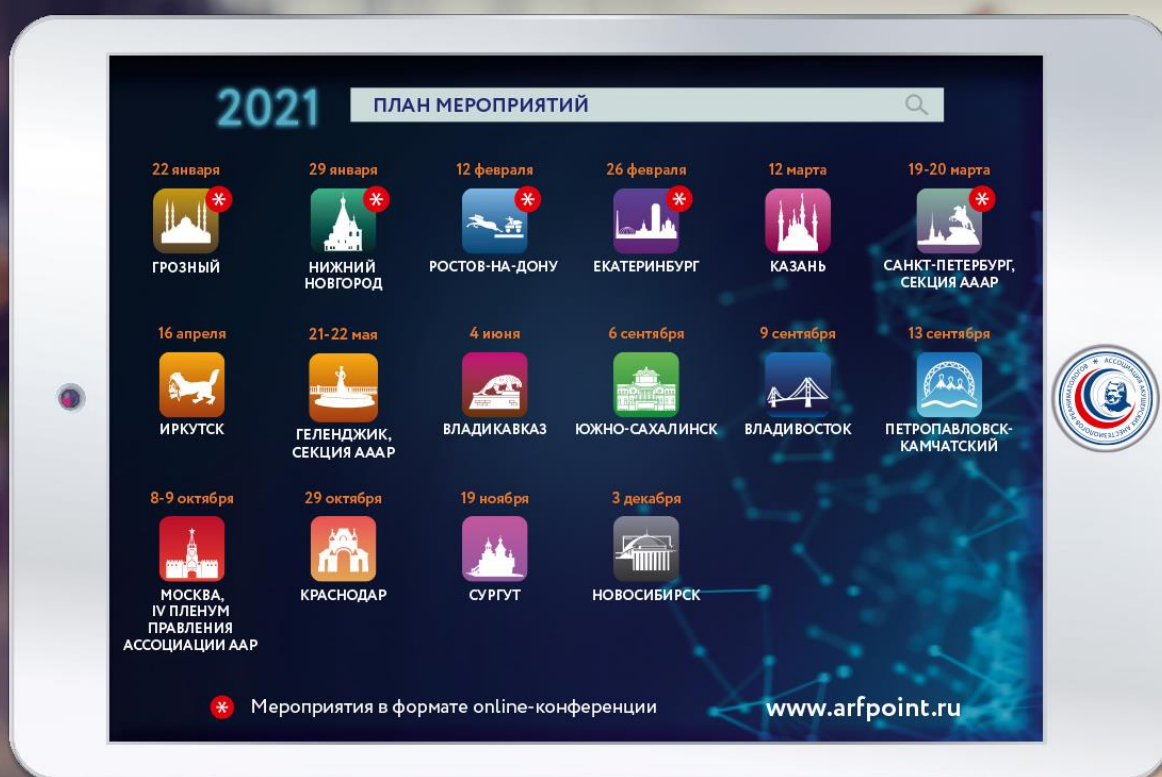 2021
ПЛАН МЕРОПРИЯТИЙ
22 января
29 января
12 февраля
26 февраля
12 марта
19-20 марта
ГРОЗНЫЙ
НИЖНИЙ
НОВГОРОД
РОСТОВ-НА-ДОНУ
ЕКАТЕРИНБУРГ
КАЗАНЬ
САНКТ-ПЕТЕРБУРГ,
СЕКЦИЯ АААР
16 апреля
21-22 мая
4 июня
6 сентября
9 сентября
13 сентября
ИРКУТСК
ГЕЛЕНДЖИК,
СЕКЦИЯ АААР
ВЛАДИКАВКАЗ
ЮЖНО-САХАЛИНСК
ВЛАДИВОСТОК
ПЕТРОПАВЛОВСК-
КАМЧАТСКИЙ
8-9 октября
29 октября
19 ноября
3 декабря
МОСКВА,
IV ПЛЕНУМ
ПРАВЛЕНИЯ
АССОЦИАЦИИ ААР
КРАСНОДАР
СУРГУТ
НОВОСИБИРСК
* Мероприятия в формате online-конференции
www.arfpoint.ru
АССОЦИАЦИЯ АКУШЕРСКИХ АНЕСТЕЗИОЛОГОВ-РЕАНИМАТОЛОГОВ